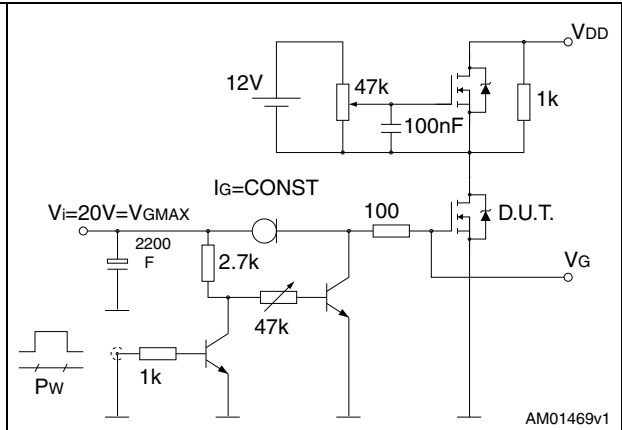 VDD
12V
47k
1k
100nF
IG=CONST
Vi=20V=VGMAX
100
D.U.T.
2200
F
2.7k
VG
47k
1k
PW
AM01469v1